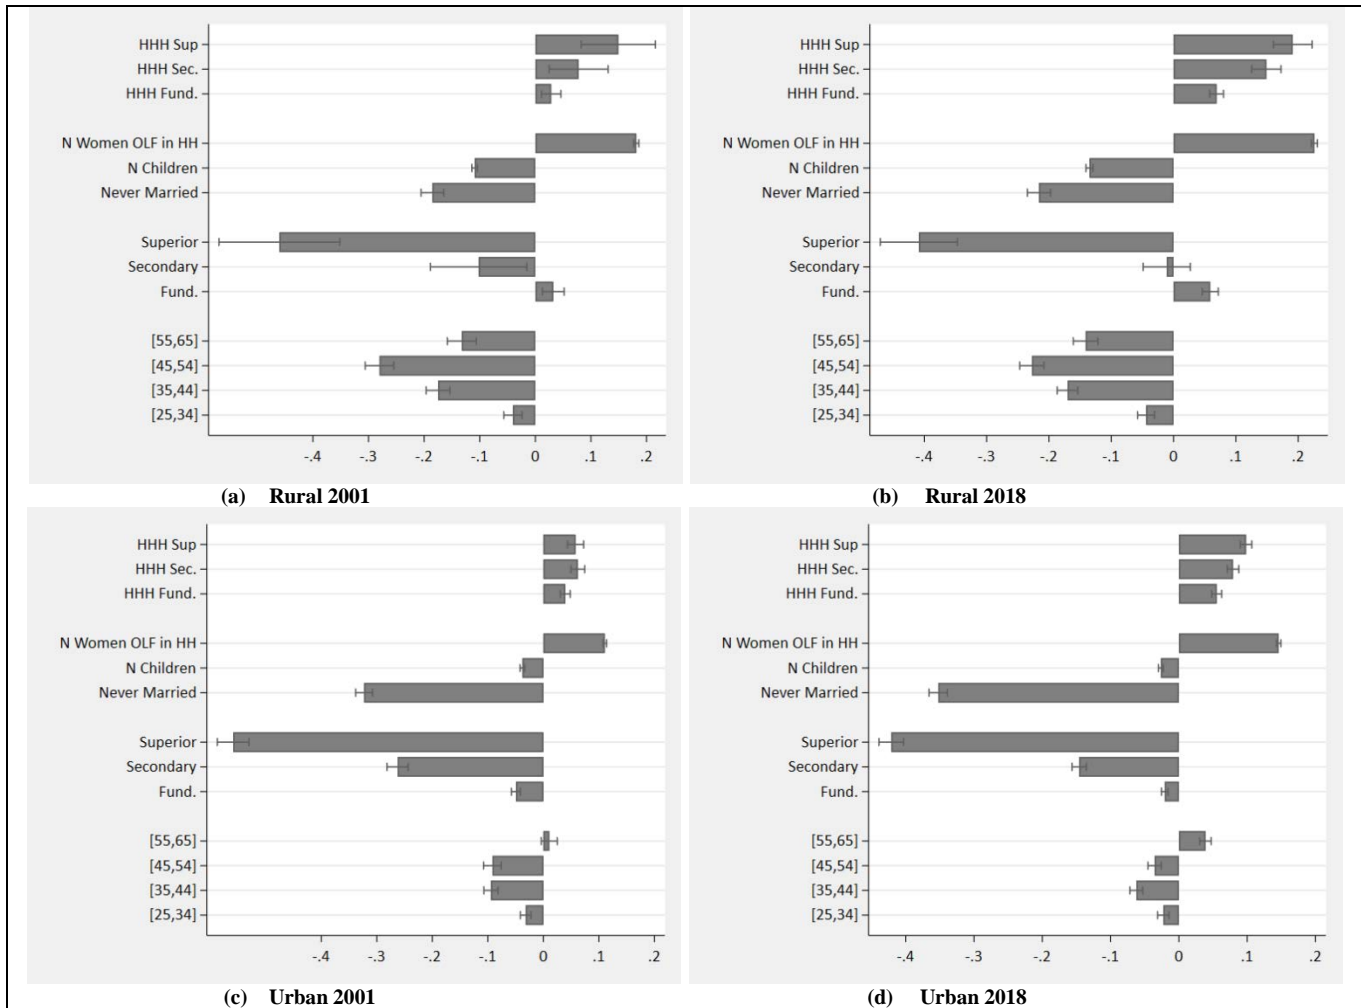 HHH Sup
HHH Sec.
HHH Fund.
N Women OLF in HH
N Children
Never Married
Superior
Secondary
Fund.
[55,65]
[45,54]
[35,44]
[25,34]
-.4 -.3 -.2 -.1 0 .1 .2
(a) Rural 2001
HHH Sup
HHH Sec.
HHH Fund.
N Women OLF in HH
N Children
Never Married
Superior
Secondary
Fund.
[55,65]
[45,54]
[35,44]
[25,34]
-.4 -.3 -.2 -.1 0 .1 .2
(b) Rural 2018
HHH Sup
HHH Sec.
HHH Fund.
N Women OLF in HH
N Children
Never Married
Superior
Secondary
Fund.
[55,65]
[45,54]
[35,44]
[25,34]
-.4 -.3 -.2 -.1 0 .1 .2
(c) Urban 2001
HHH Sup
HHH Sec.
HHH Fund.
N Women OLF in HH
N Children
Never Married
Superior
Secondary
Fund.
[55,65]
[45,54]
[35,44]
[25,34]
-.4 -.3 -.2 -.1 0 .1 .2
(d) Urban 2018